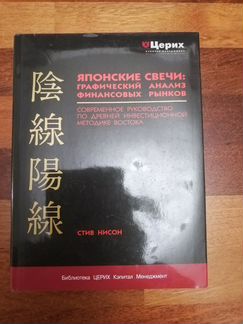 Церих
陰線陽線
ЯПОНСКИЕ СВЕЧИ:
ГРАФИЧЕСКИЙ АНАЛИЗ
ФИНАНСОВЫХ РЫНКОВ
СОВРЕМЕННОЕ РУКОВОДСТВО
ПО ДРЕВНЕЙ ИНВЕСТИЦИОННОЙ
МЕТОДИКЕ ВОСТОКА
СТИВ НИСОН
Библиотека ЦЕРИХ Капитал Менеджмент